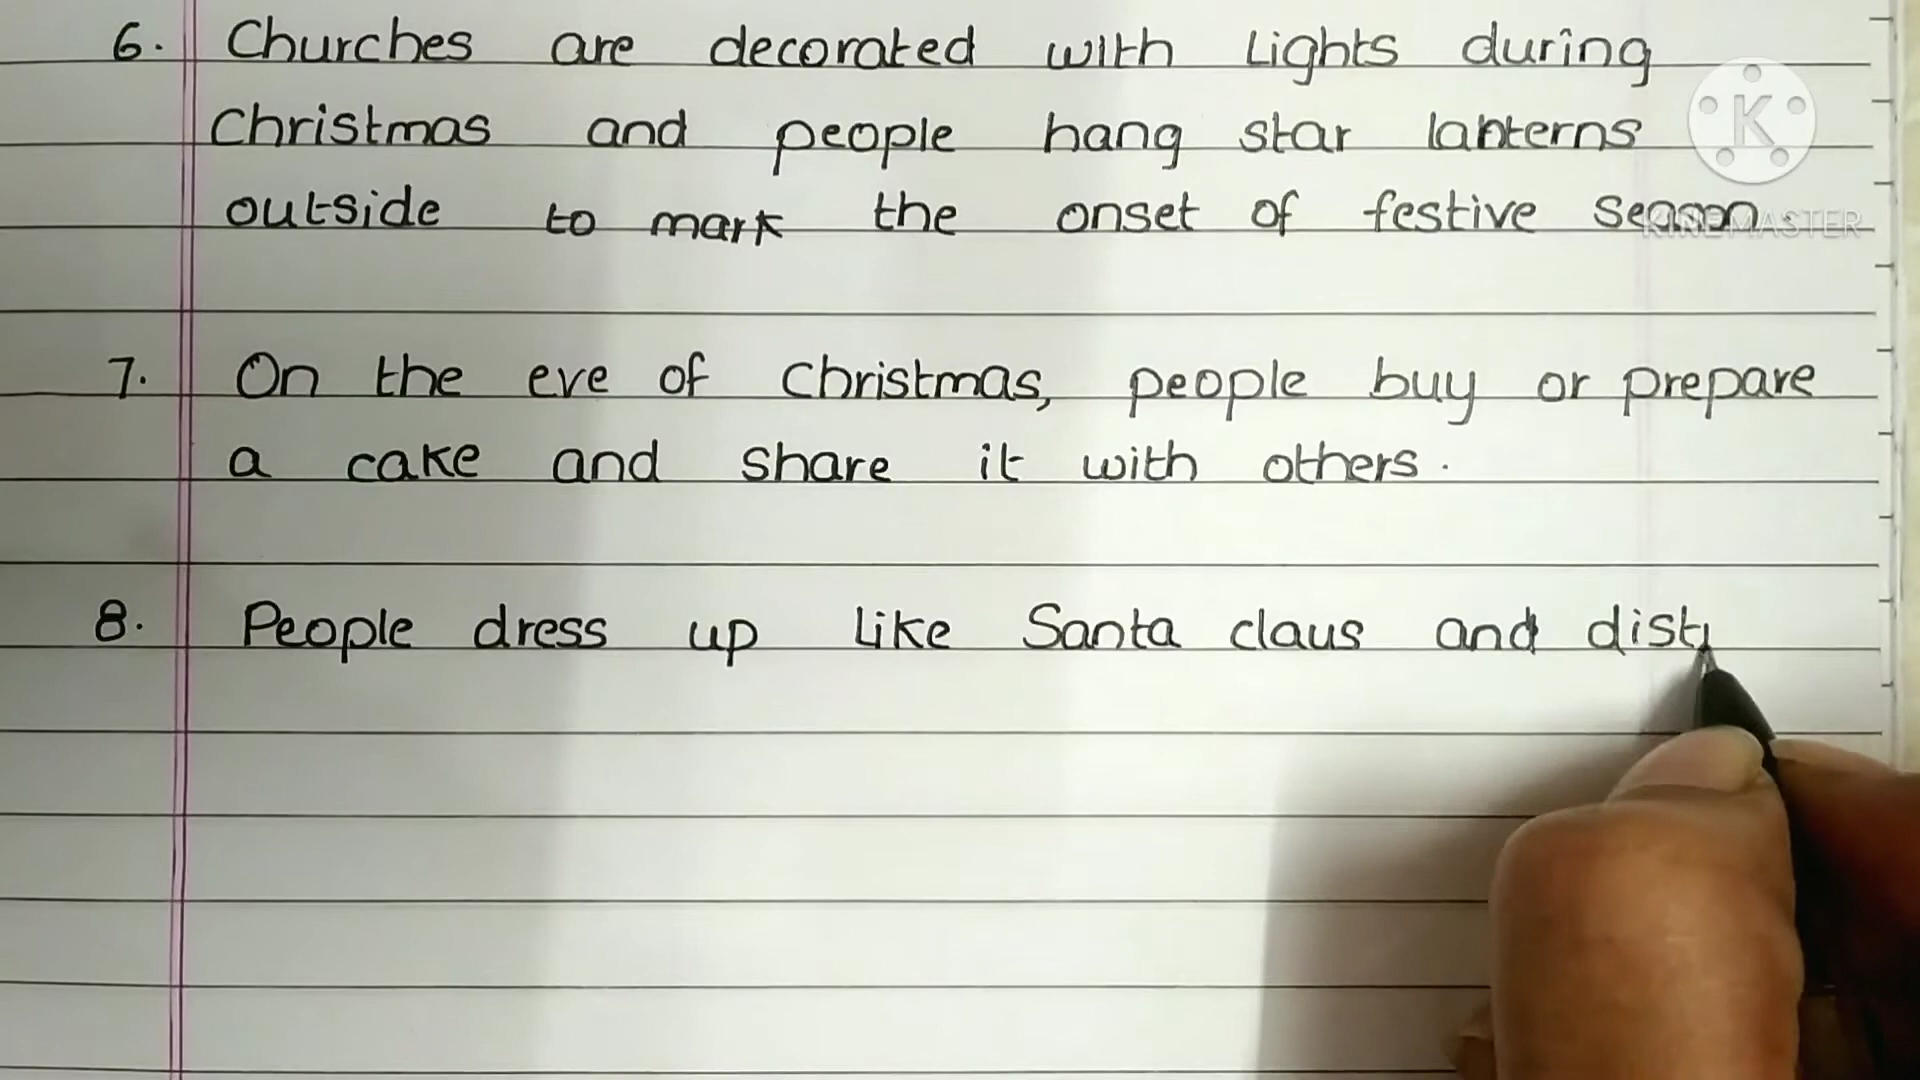 6. Churches are decorated with Lights during
Christmas and people hang star lanterns
outside to mark the onset of festive season.
K
KINEMASTER
7. On the eve of Christmas, people buy or prepare
a cake and share it with others.
8. People dress up like Santa claus and dist